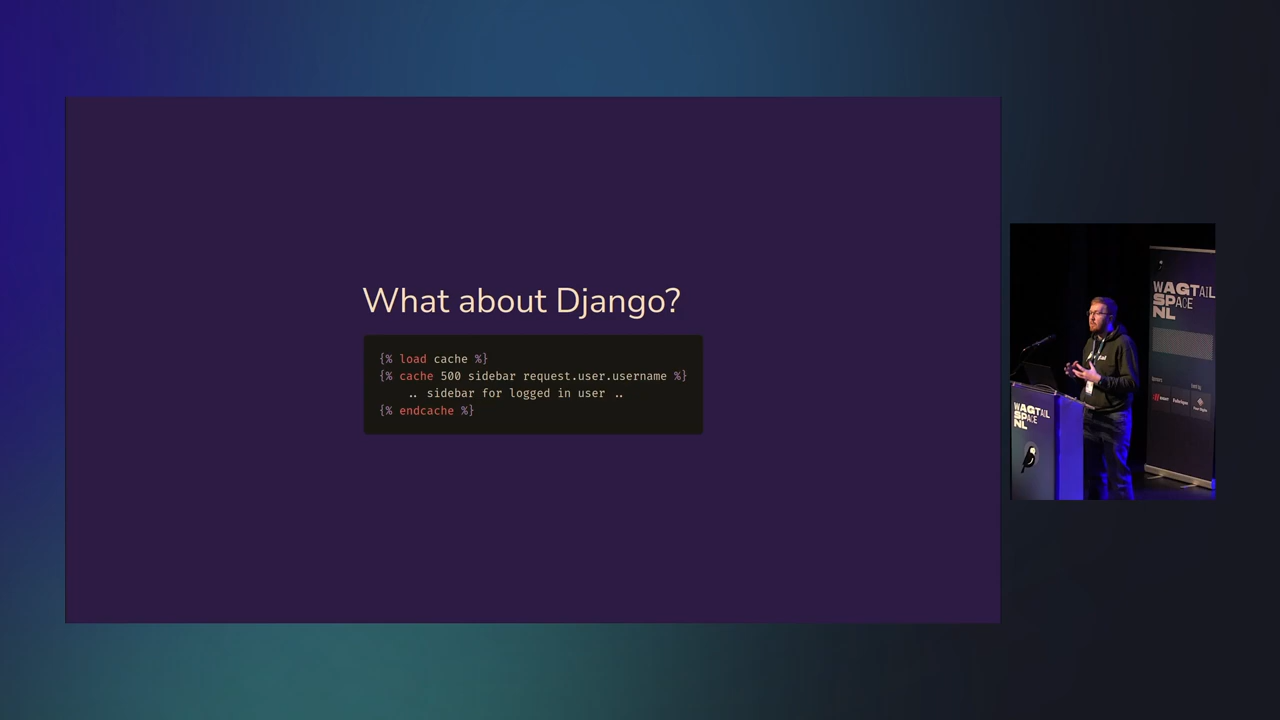 What about Django?
{% load cache %}
{% cache 500 sidebar request.user.username %}
.. sidebar for logged in user ..
{% endcache %}
WAGTAIL
SPACE
NL
WAGTAIL
SPACE
NL